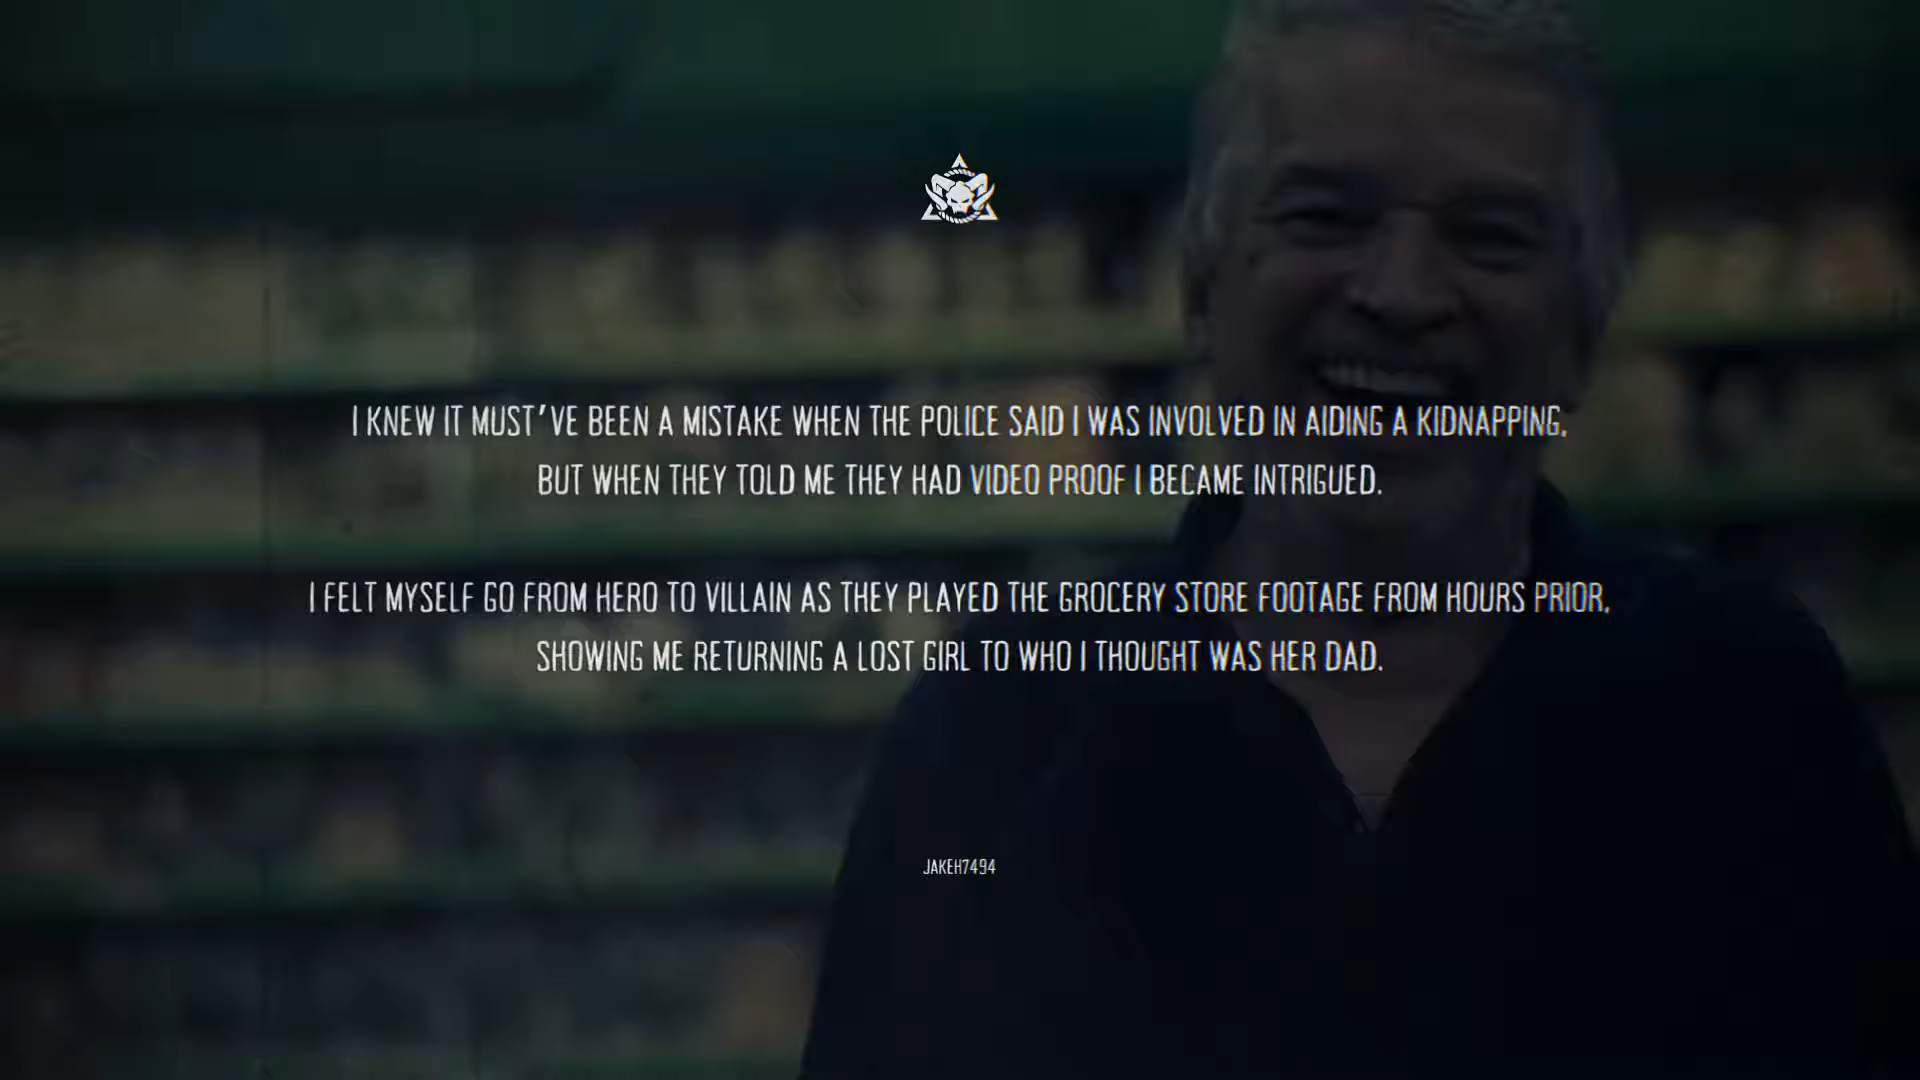 I KNEW IT MUST'VE BEEN A MISTAKE WHEN THE POLICE SAID I WAS INVOLVED IN AIDING A KIDNAPPING,
BUT WHEN THEY TOLD ME THEY HAD VIDEO PROOF I BECAME INTRIGUED.
I FELT MYSELF GO FROM HERO TO VILLAIN AS THEY PLAYED THE GROCERY STORE FOOTAGE FROM HOURS PRIOR,
SHOWING ME RETURNING A LOST GIRL TO WHO I THOUGHT WAS HER DAD.
JAKEH7494